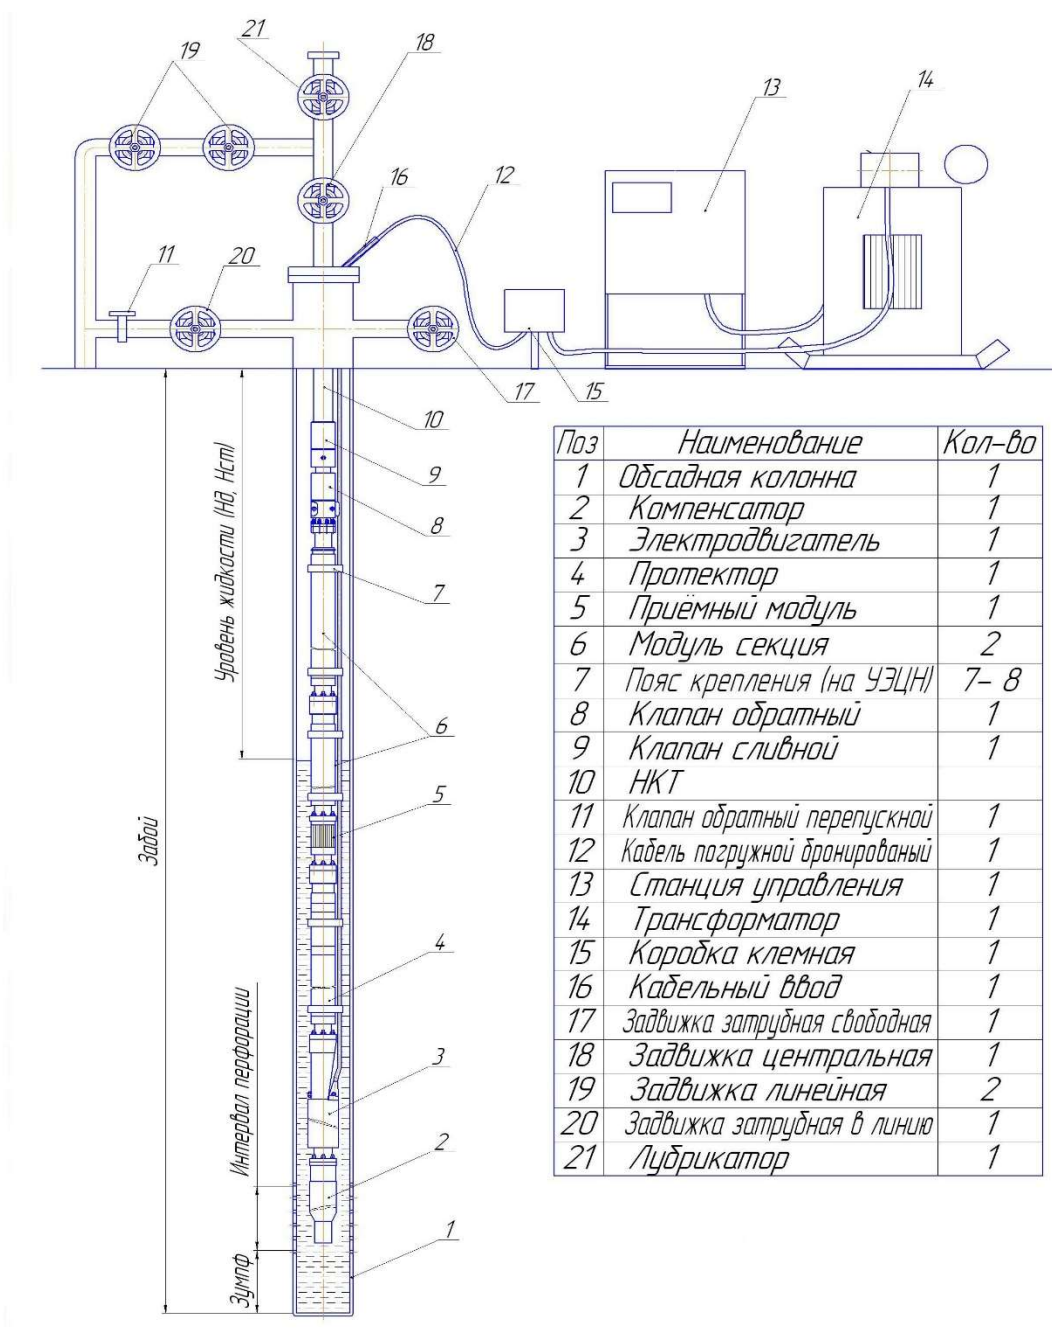 21
18
19
13
14
16
12
11
20
17
15
10
9
8
7
6
5
4
3
2
1
Уровень жидкости (Нд, Нст)
Забой
Интервал перфорации
Зумпф
Поз Наименование Кол-во
1 Обсадная колонна 1
2 Компенсатор 1
3 Электродвигатель 1
4 Протектор 1
5 Приёмный модуль 1
6 Модуль секция 2
7 Пояс крепления (на УЭЦН) 7- 8
8 Клапан обратный 1
9 Клапан сливной 1
10 НКТ
11 Клапан обратный перепускной 1
12 Кабель погружной бронированый 1
13 Станция управления 1
14 Трансформатор 1
15 Коробка клемная 1
16 Кабельный ввод 1
17 Задвижка затрубная свободная 1
18 Задвижка центральная 1
19 Задвижка линейная 2
20 Задвижка затрубная в линию 1
21 Лубрикатор 1